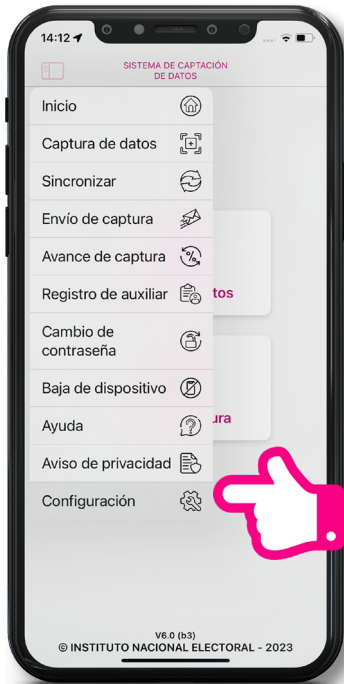 14:12
SISTEMA DE CAPTACIÓN
DE DATOS
Inicio
Captura de datos
Sincronizar
Envío de captura
Avance de captura
Registro de auxiliar
tos
Cambio de
contraseña
Baja de dispositivo
Ayuda
ura
Aviso de privacidad
Configuración
V6.0 (b3)
© INSTITUTO NACIONAL ELECTORAL - 2023